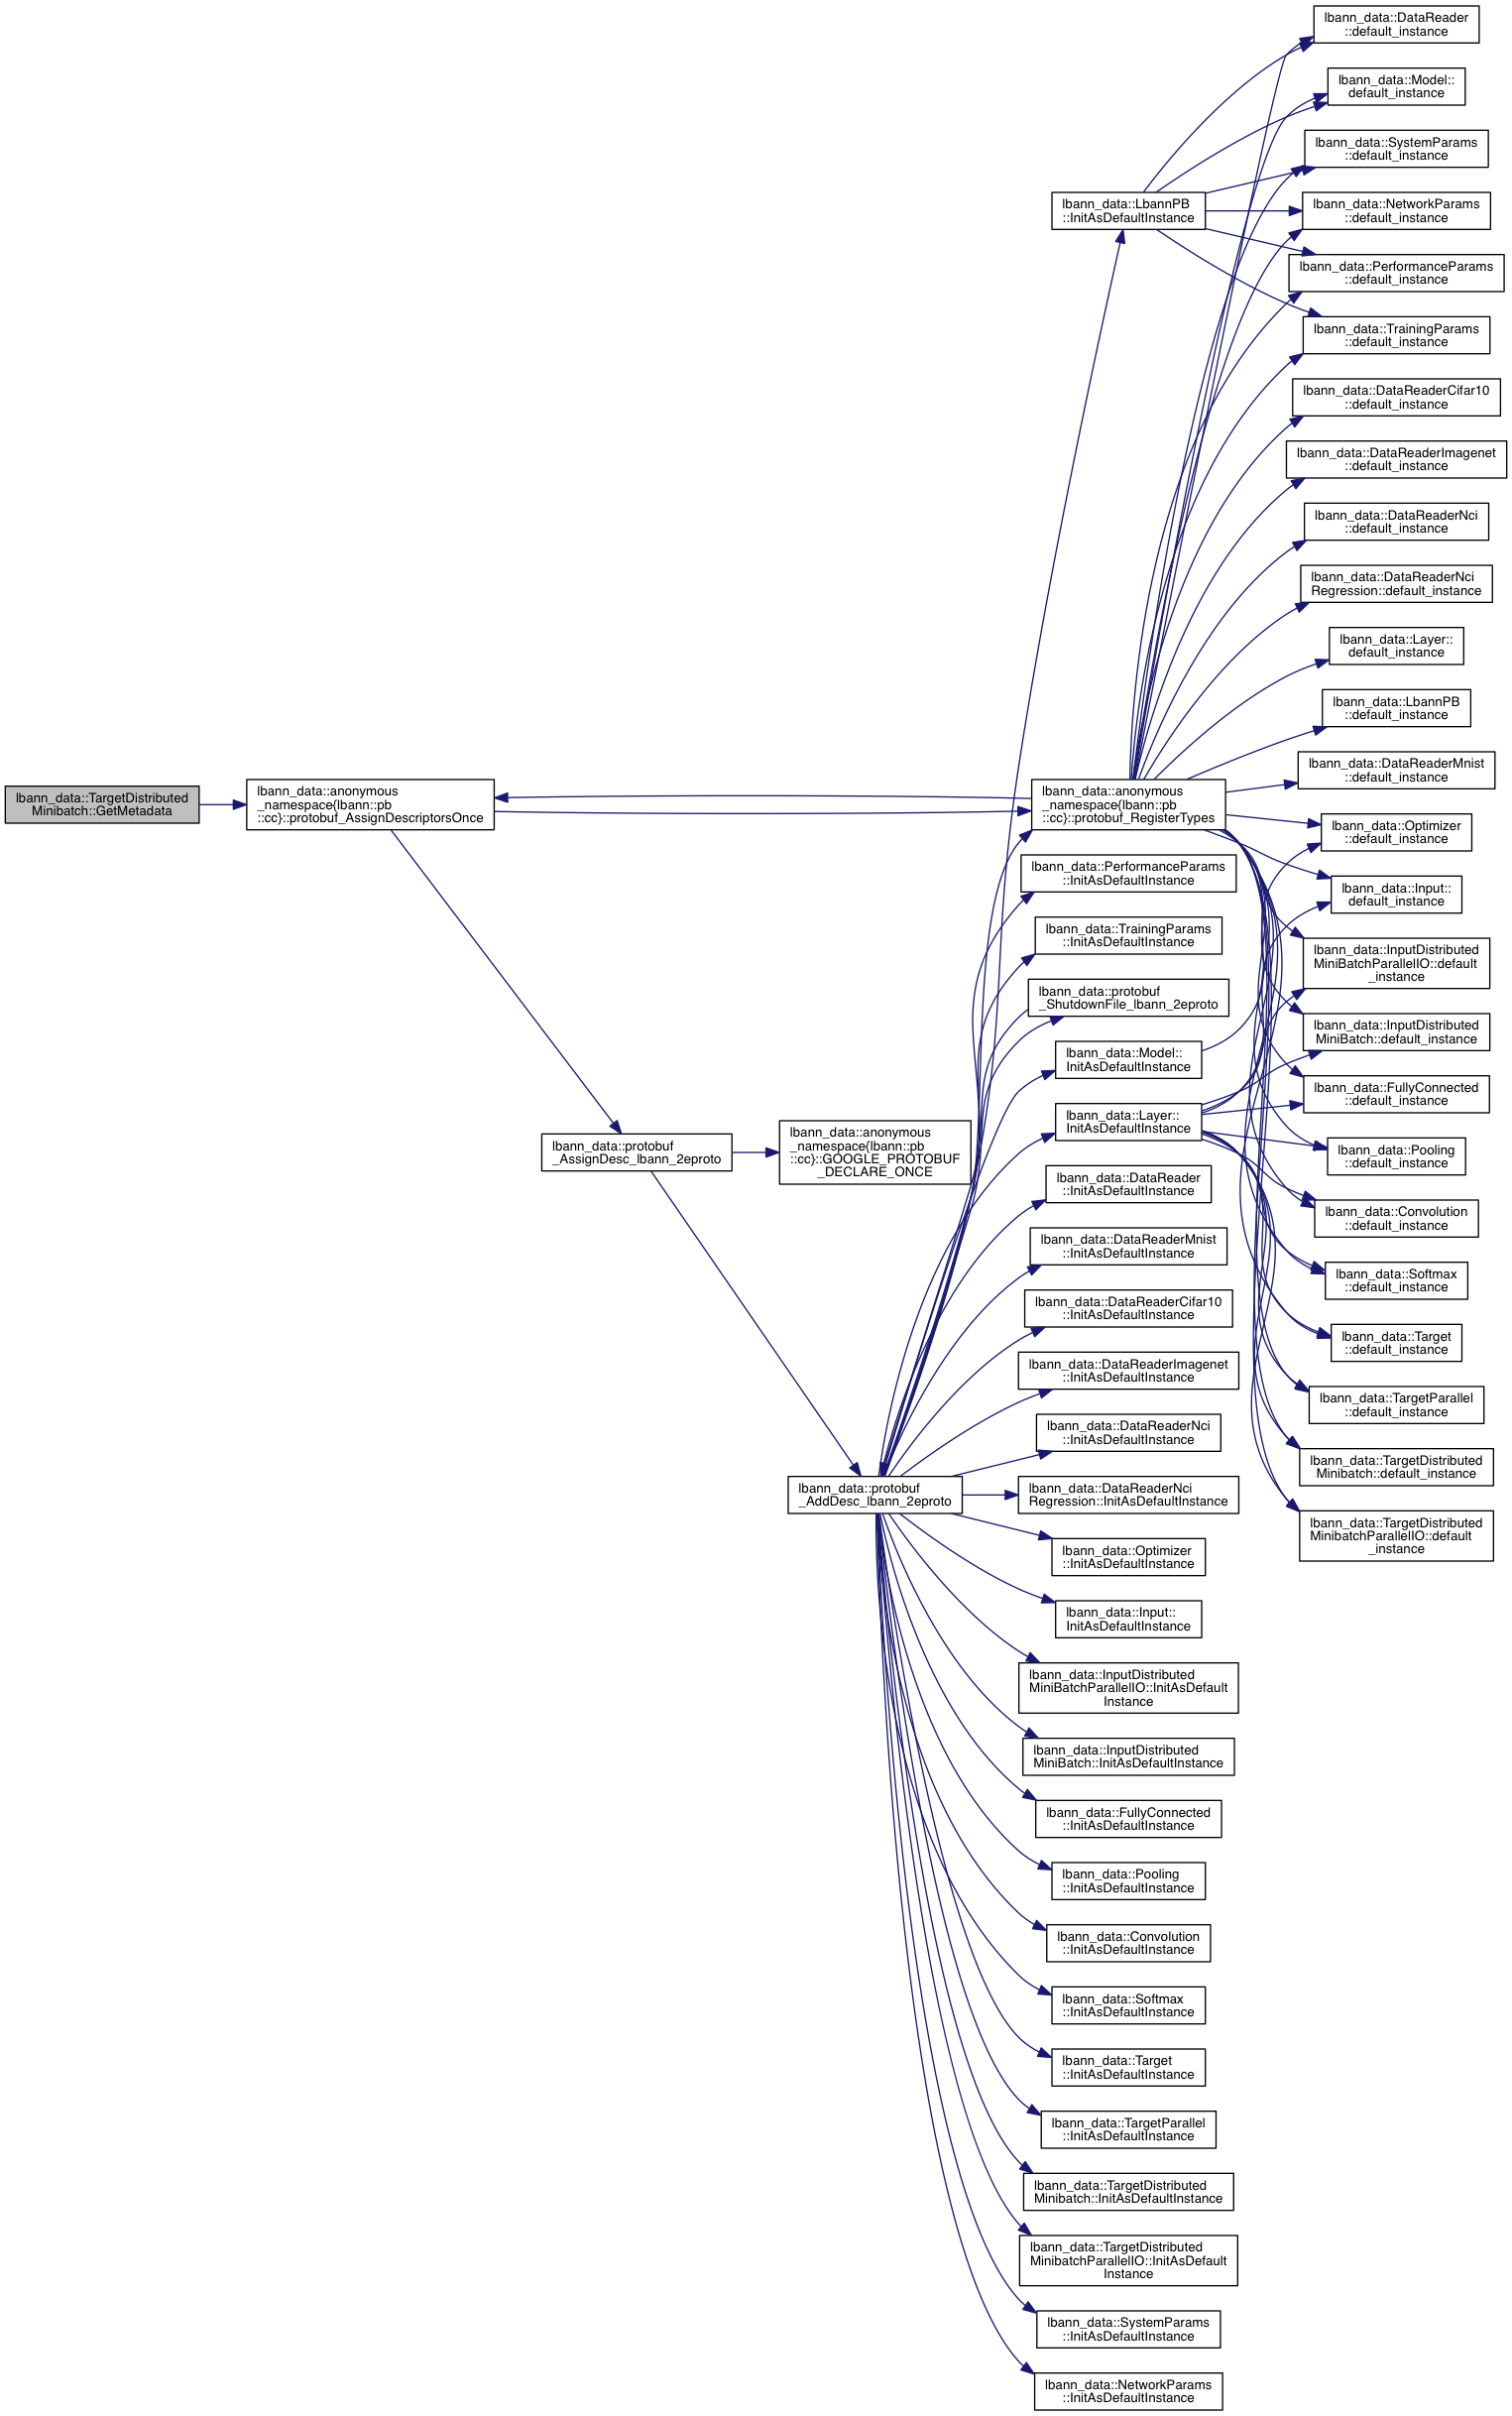 lbann_data::TargetDistributed
Minibatch::GetMetadata
lbann_data::anonymous
_namespace{lbann::pb
::cc}::protobuf_AssignDescriptorsOnce
lbann_data::protobuf
_AssignDesc_lbann_2eproto
lbann_data::anonymous
_namespace{lbann::pb
::cc}::GOOGLE_PROTOBUF
_DECLARE_ONCE
lbann_data::protobuf
_AddDesc_lbann_2eproto
lbann_data::LbannPB
::InitAsDefaultInstance
lbann_data::anonymous
_namespace{lbann::pb
::cc}::protobuf_RegisterTypes
lbann_data::PerformanceParams
::InitAsDefaultInstance
lbann_data::TrainingParams
::InitAsDefaultInstance
lbann_data::protobuf
_ShutdownFile_lbann_2eproto
lbann_data::Model::
InitAsDefaultInstance
lbann_data::Layer::
InitAsDefaultInstance
lbann_data::DataReader
::InitAsDefaultInstance
lbann_data::DataReaderMnist
::InitAsDefaultInstance
lbann_data::DataReaderCifar10
::InitAsDefaultInstance
lbann_data::DataReaderImagenet
::InitAsDefaultInstance
lbann_data::DataReaderNci
::InitAsDefaultInstance
lbann_data::DataReaderNci
Regression::InitAsDefaultInstance
lbann_data::Optimizer
::InitAsDefaultInstance
lbann_data::Input::
InitAsDefaultInstance
lbann_data::InputDistributed
MiniBatchParallelIO::InitAsDefault
Instance
lbann_data::InputDistributed
MiniBatch::InitAsDefaultInstance
lbann_data::FullyConnected
::InitAsDefaultInstance
lbann_data::Pooling
::InitAsDefaultInstance
lbann_data::Convolution
::InitAsDefaultInstance
lbann_data::Softmax
::InitAsDefaultInstance
lbann_data::Target
::InitAsDefaultInstance
lbann_data::TargetParallel
::InitAsDefaultInstance
lbann_data::TargetDistributed
Minibatch::InitAsDefaultInstance
lbann_data::TargetDistributed
MinibatchParallelIO::InitAsDefault
Instance
lbann_data::SystemParams
::InitAsDefaultInstance
lbann_data::NetworkParams
::InitAsDefaultInstance
lbann_data::DataReader
::default_instance
lbann_data::Model::
default_instance
lbann_data::SystemParams
::default_instance
lbann_data::NetworkParams
::default_instance
lbann_data::PerformanceParams
::default_instance
lbann_data::TrainingParams
::default_instance
lbann_data::DataReaderCifar10
::default_instance
lbann_data::DataReaderImagenet
::default_instance
lbann_data::DataReaderNci
::default_instance
lbann_data::DataReaderNci
Regression::default_instance
lbann_data::Layer::
default_instance
lbann_data::LbannPB
::default_instance
lbann_data::DataReaderMnist
::default_instance
lbann_data::Optimizer
::default_instance
lbann_data::Input::
default_instance
lbann_data::InputDistributed
MiniBatchParallelIO::default
_instance
lbann_data::InputDistributed
MiniBatch::default_instance
lbann_data::FullyConnected
::default_instance
lbann_data::Pooling
::default_instance
lbann_data::Convolution
::default_instance
lbann_data::Softmax
::default_instance
lbann_data::Target
::default_instance
lbann_data::TargetParallel
::default_instance
lbann_data::TargetDistributed
Minibatch::default_instance
lbann_data::TargetDistributed
MinibatchParallelIO::default
_instance